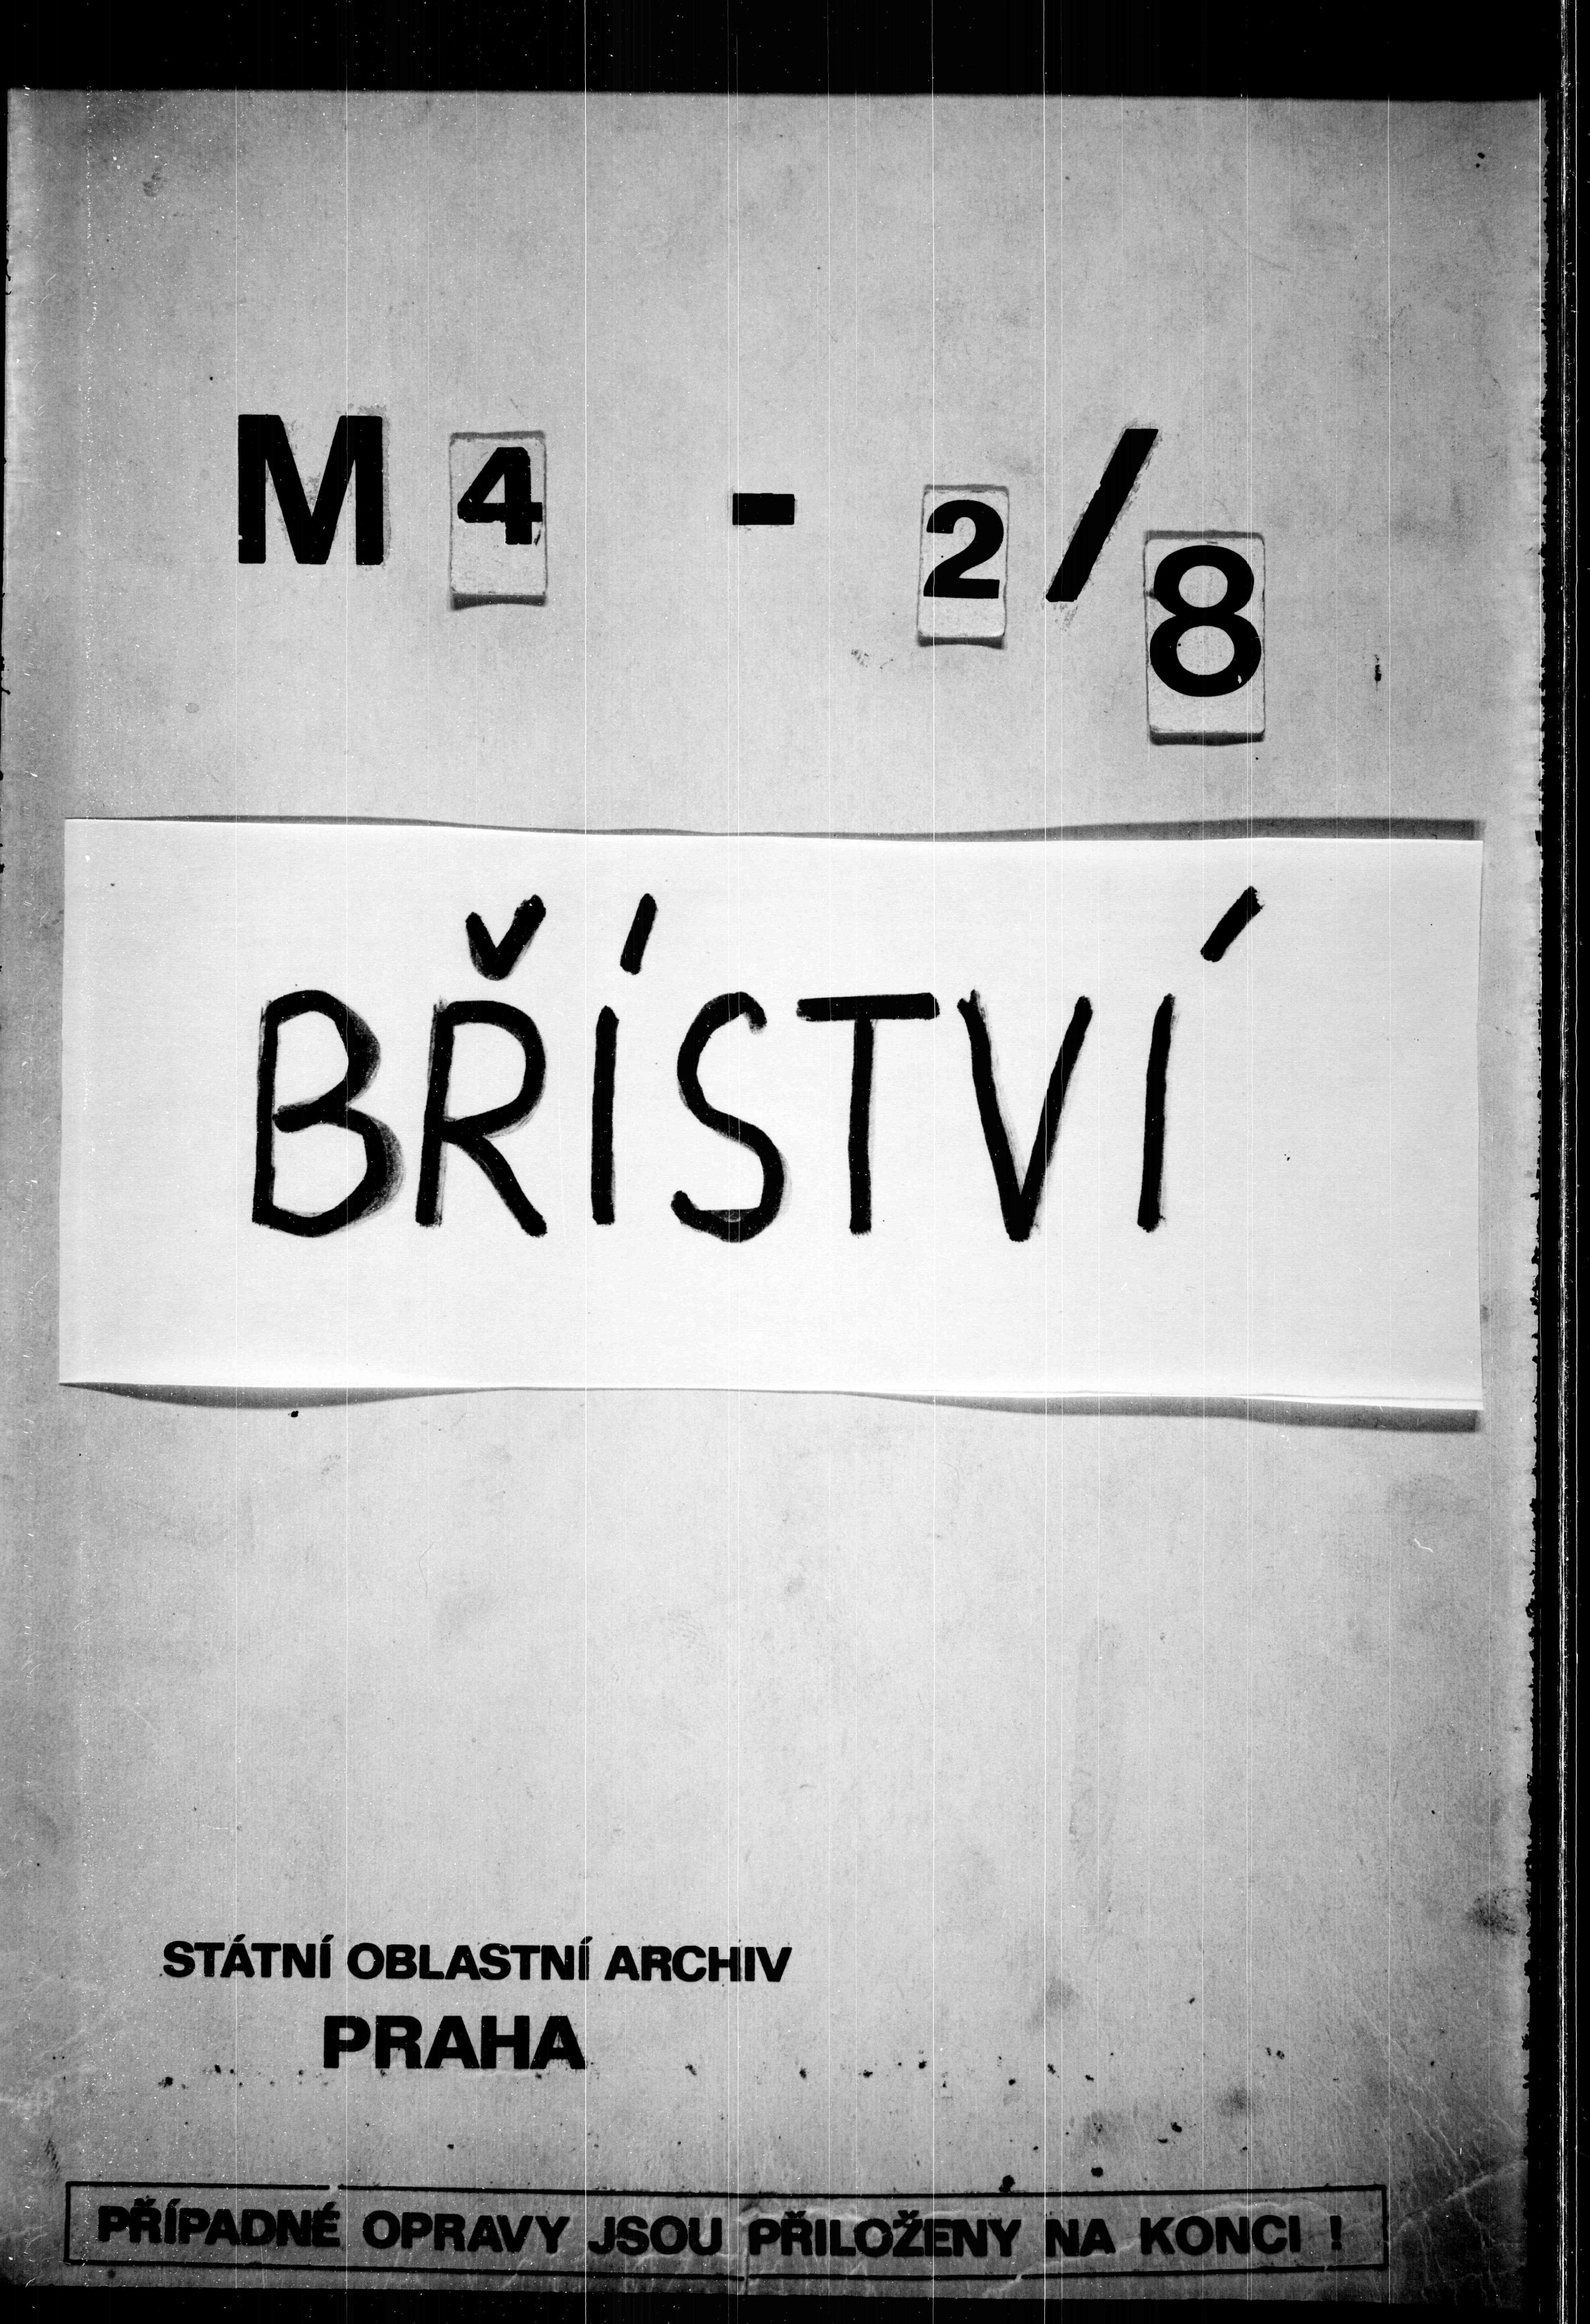 M 4 - 2/8
BŘÍSTVÍ
STÁTNÍ OBLASTNÍ ARCHIV
PRAHA
PŘÍPADNÉ OPRAVY JSOU PŘILOŽENY NA KONCI !